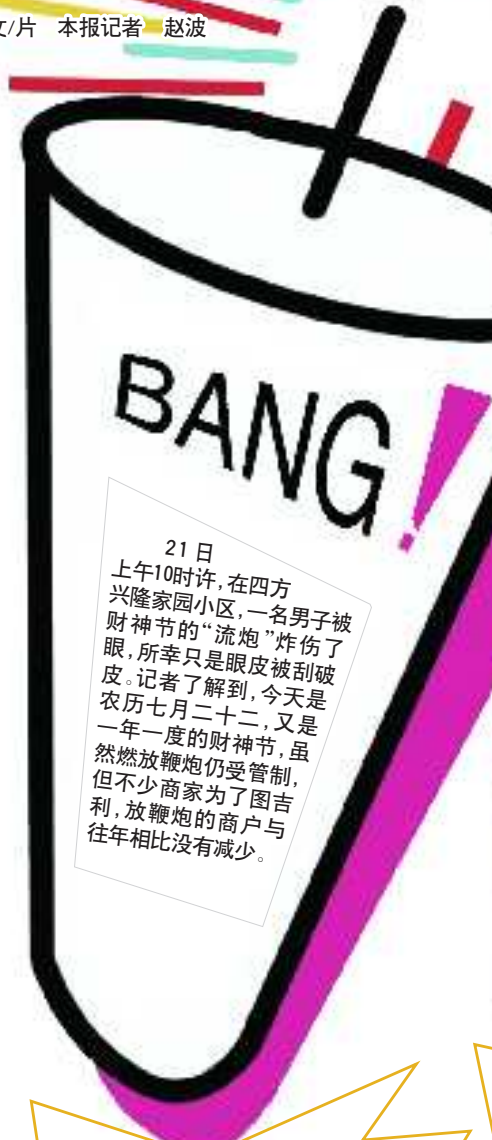 文/片　本报记者　赵波
BANG!
21日
上午10时许，在四方
兴隆家园小区，一名男子被
财神节的“流炮”炸伤了
眼，所幸只是眼皮被刮破
皮。记者了解到，今天是
农历七月二十二，又是
一年一度的财神节，虽
然燃放鞭炮仍受管制，
但不少商家为了图吉
利，放鞭炮的商户与
往年相比没有减少。